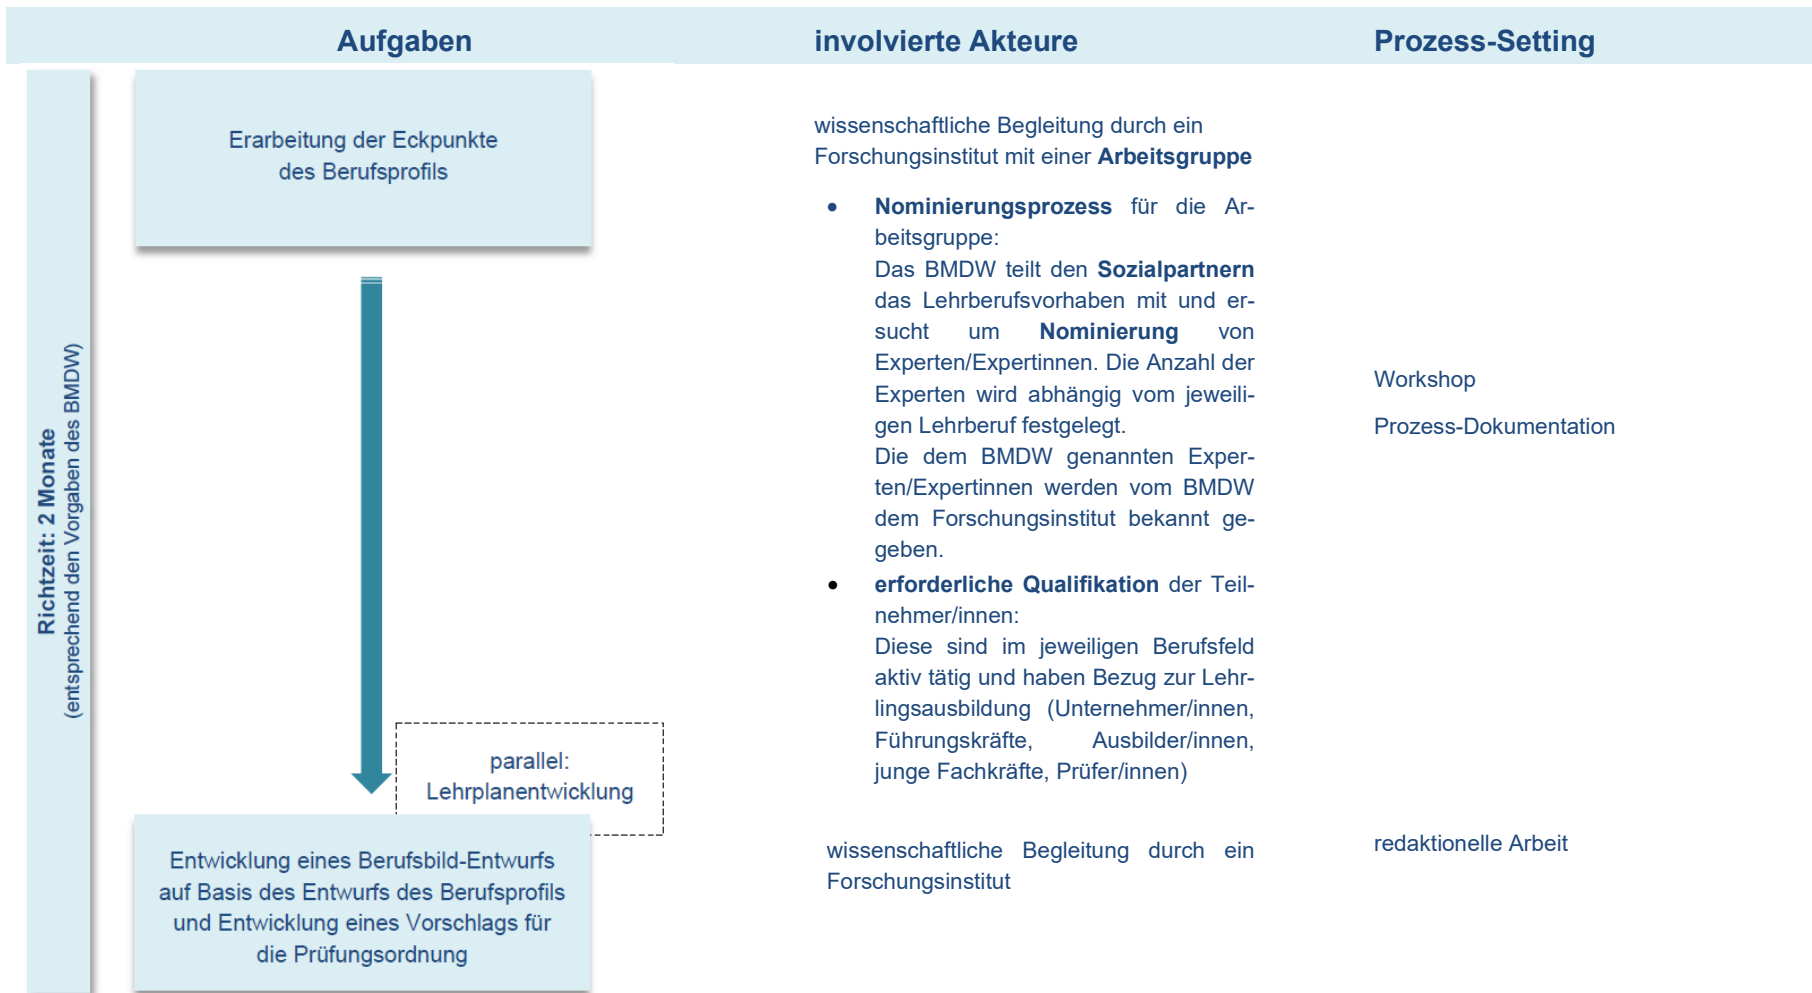 Aufgaben
involvierte Akteure
Prozess-Setting
Richtzeit: 2 Monate
(entsprechend den Vorgaben des BMDW)
Erarbeitung der Eckpunkte
des Berufsprofils
wissenschaftliche Begleitung durch ein
Forschungsinstitut mit einer Arbeitsgruppe
• Nominierungsprozess für die Ar-
beitsgruppe:
Das BMDW teilt den Sozialpartnern
das Lehrberufsvorhaben mit und er-
sucht um Nominierung von
Experten/Expertinnen. Die Anzahl der
Experten wird abhängig vom jeweili-
gen Lehrberuf festgelegt.
Die dem BMDW genannten Exper-
ten/Expertinnen werden vom BMDW
dem Forschungsinstitut bekannt ge-
geben.
• erforderliche Qualifikation der Teil-
nehmer/innen:
Diese sind im jeweiligen Berufsfeld
aktiv tätig und haben Bezug zur Lehr-
lingsausbildung (Unternehmer/innen,
Führungskräfte, Ausbilder/innen,
junge Fachkräfte, Prüfer/innen)
Workshop
Prozess-Dokumentation
parallel:
Lehrplanentwicklung
Entwicklung eines Berufsbild-Entwurfs
auf Basis des Entwurfs des Berufsprofils
und Entwicklung eines Vorschlags für
die Prüfungsordnung
wissenschaftliche Begleitung durch ein
Forschungsinstitut
redaktionelle Arbeit